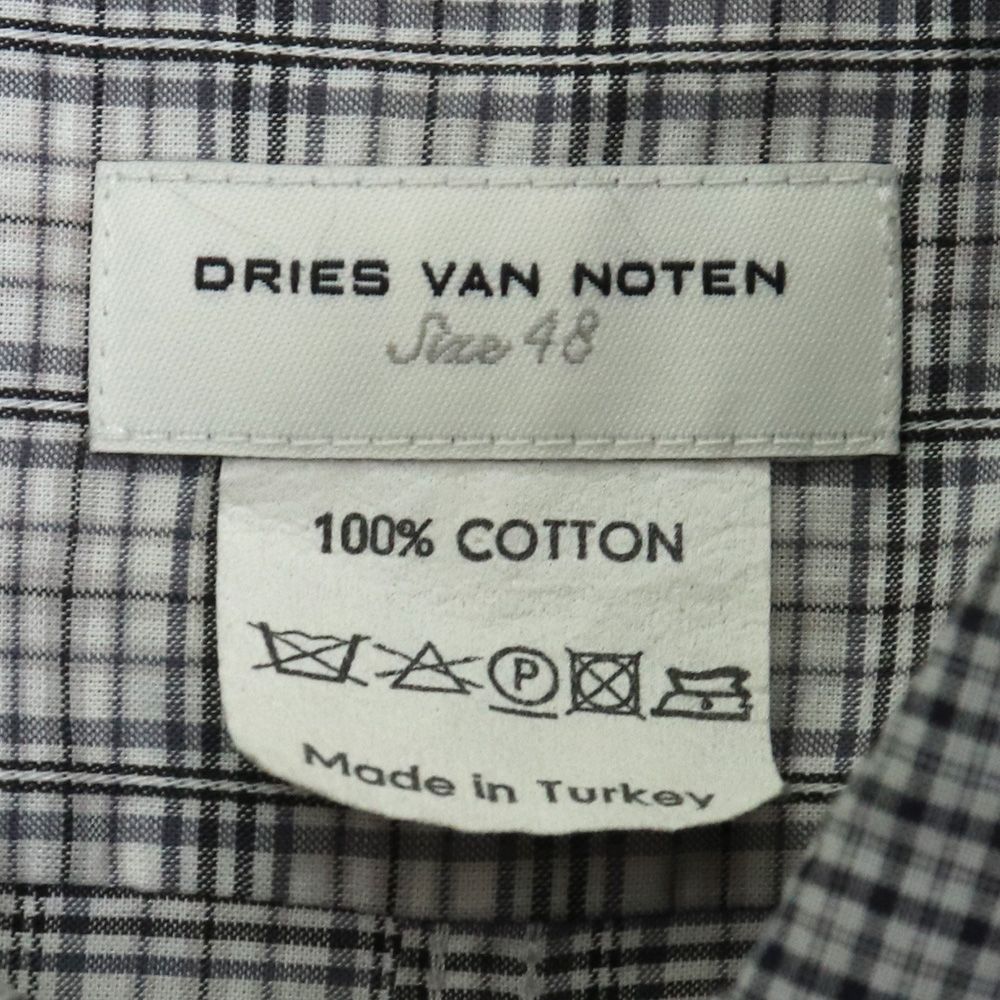 DRIES VAN NOTEN
Size 48
100% COTTON
P
Made in Turkey